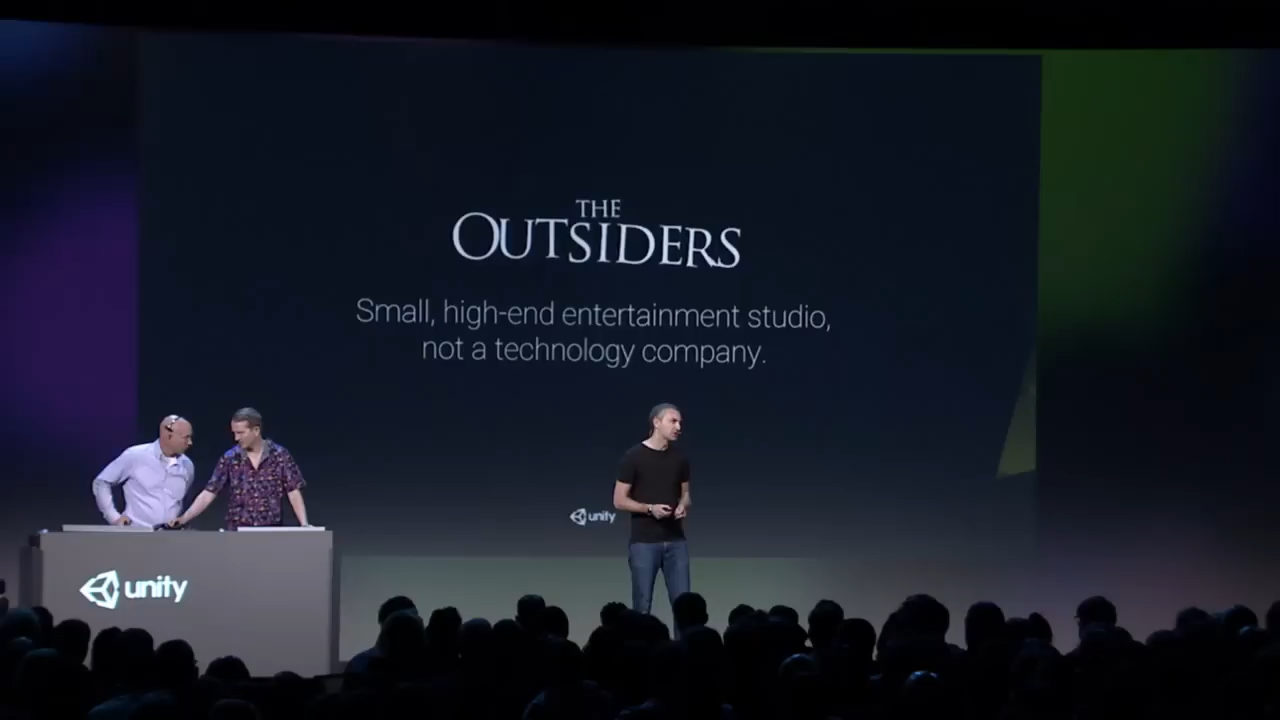 THE
OUTSIDERS
Small, high-end entertainment studio,
not a technology company.
unity
unity